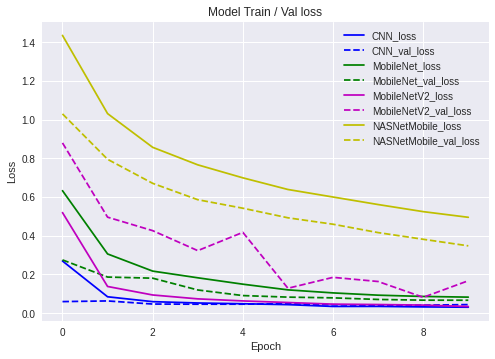 Model Train / Val loss
1.4
1.2
1.0
0.8
0.6
0.4
0.2
0.0
Loss
CNN_loss
CNN_val_loss
MobileNet_loss
MobileNet_val_loss
MobileNetV2_loss
MobileNetV2_val_loss
NASNetMobile_loss
NASNetMobile_val_loss
0 2 4 6 8
Epoch